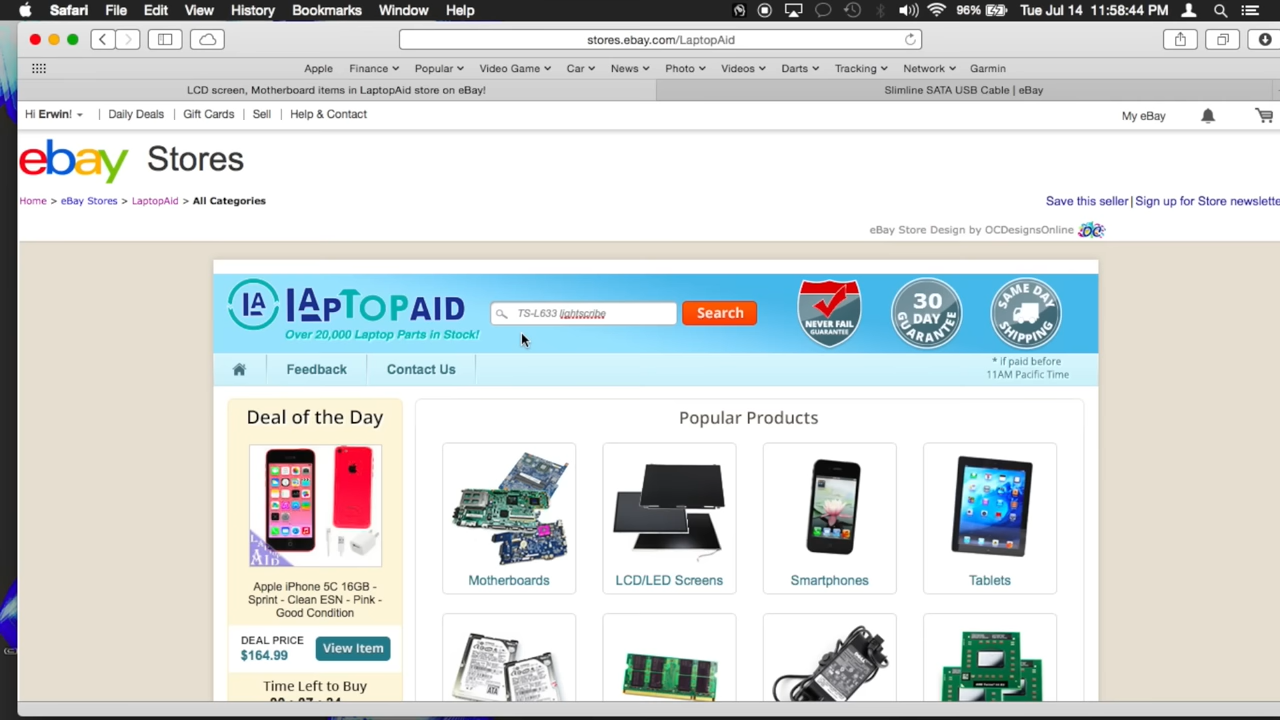 Safari File Edit View History Bookmarks Window Help 96% Tue Jul 14 11:58:44 PM
stores.ebay.com/LaptopAid
Apple Finance Popular Video Game Car News Photo Videos Darts Tracking Network Garmin
LCD screen, Motherboard items in LaptopAid store on eBay! Slimline SATA USB Cable | eBay
Hi Erwin! | Daily Deals | Gift Cards | Sell | Help & Contact My eBay
ebay Stores
Home > eBay Stores > LaptopAid > All Categories Save this seller | Sign up for Store newslette
eBay Store Design by OCDesignsOnline OC
LA LAPTOPAID
Over 20,000 Laptop Parts in Stock!
TS-L633 lightscribe Search
NEVER FAIL GUARANTEE
30 DAY GUARANTEE
SAME DAY SHIPPING
Feedback Contact Us
* if paid before
11AM Pacific Time
Deal of the Day
Apple iPhone 5C 16GB -
Sprint - Clean ESN - Pink -
Good Condition
DEAL PRICE
$164.99 View Item
Time Left to Buy
Popular Products
Motherboards LCD/LED Screens Smartphones Tablets